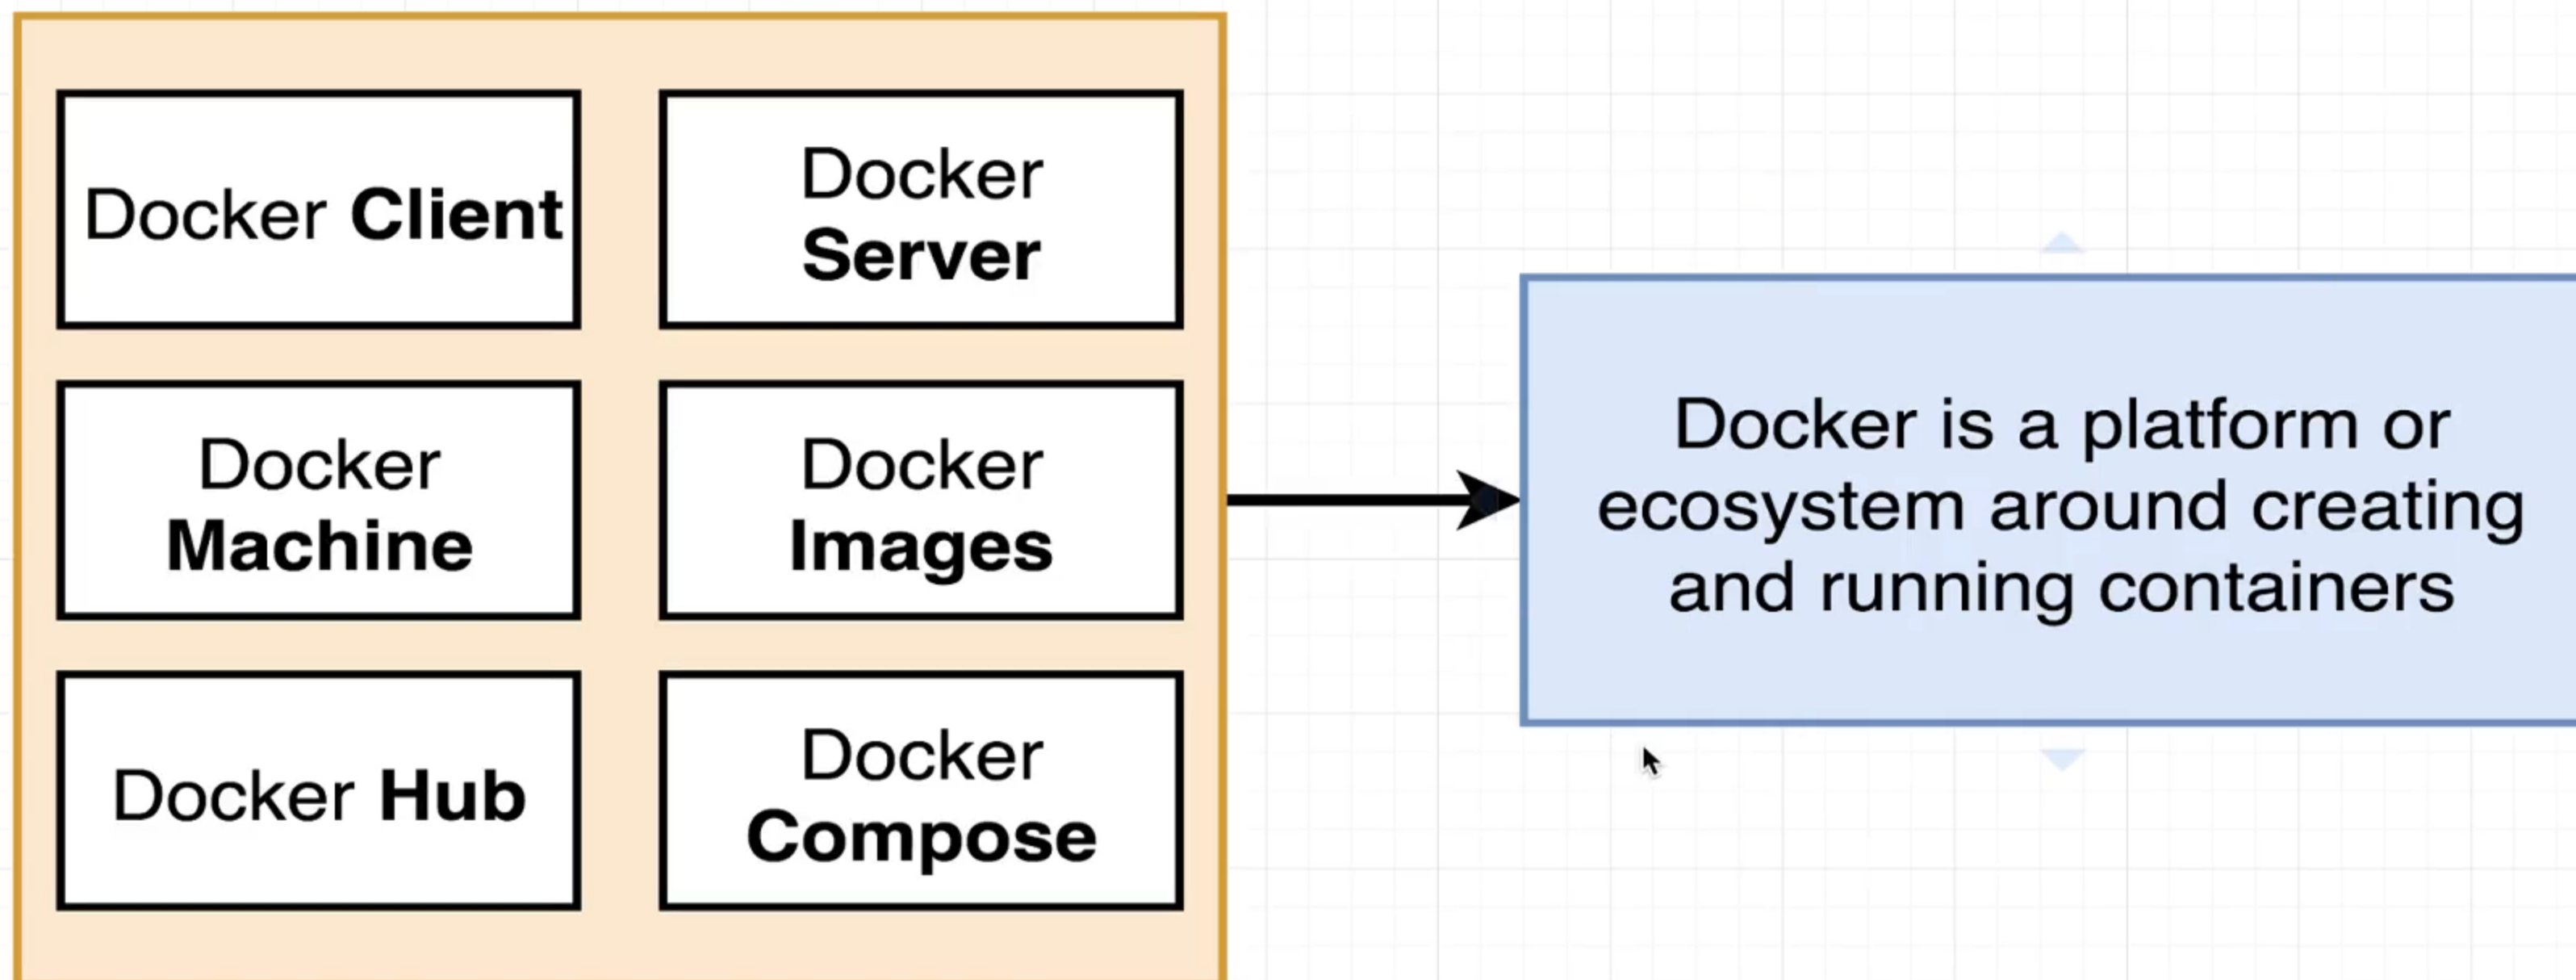 Docker Client
Docker
Server
Docker
Machine
Docker
Images
Docker Hub
Docker
Compose
Docker is a platform or
ecosystem around creating
and running containers